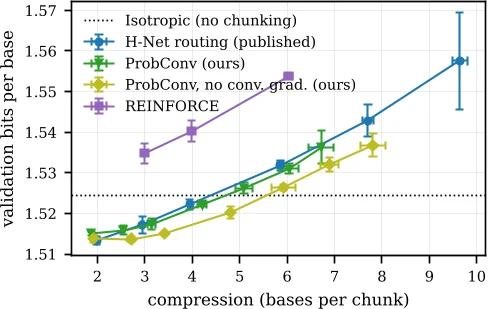 validation bits per base
1.57
1.56
1.55
1.54
1.53
1.52
1.51
Isotropic (no chunking)
H-Net routing (published)
ProbConv (ours)
ProbConv, no conv. grad. (ours)
REINFORCE
2 3 4 5 6 7 8 9 10
compression (bases per chunk)